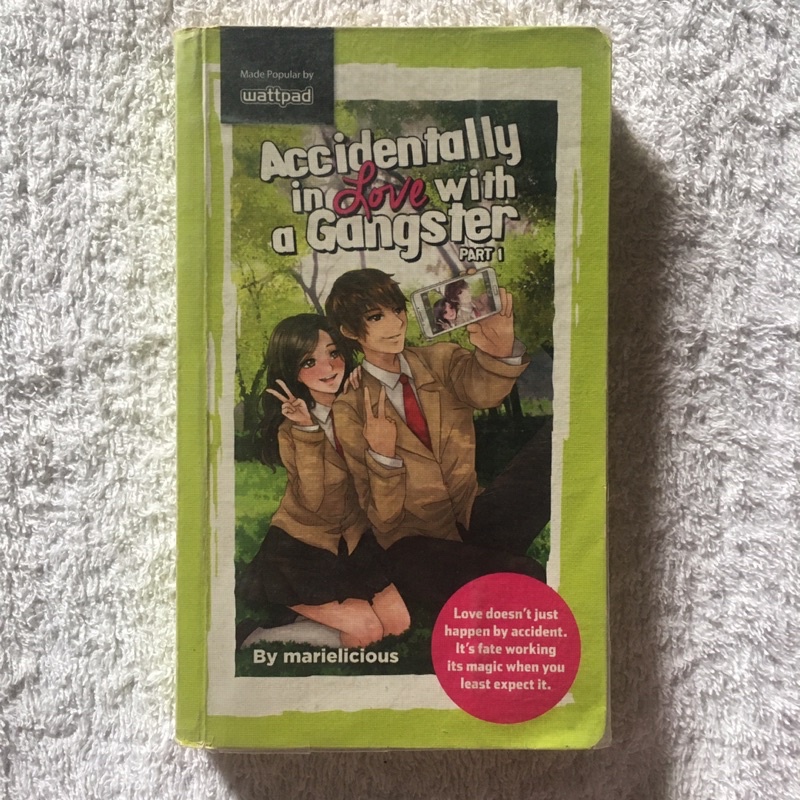 Made Popular by
wattpad
Accidentally
in Love with
a Gangster
PART 1
By marielicious
Love doesn't just
happen by accident.
It's fate working
its magic when you
least expect it.